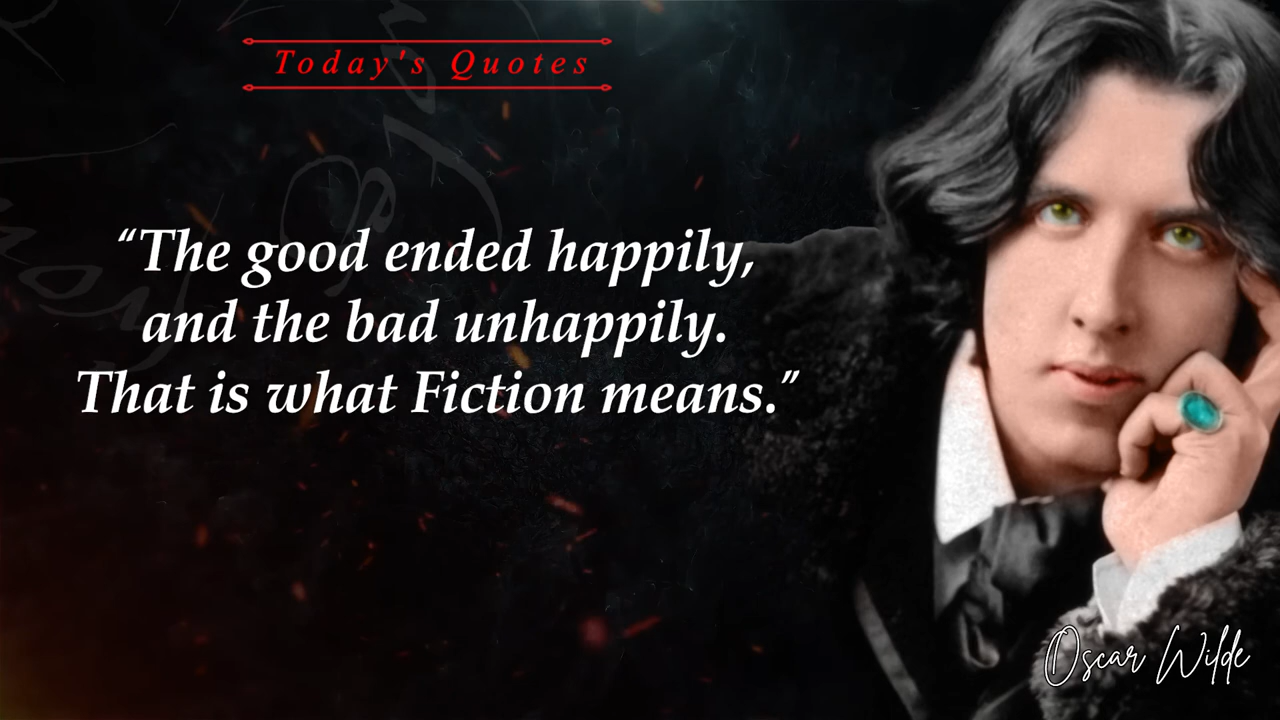 Today's Quotes
“The good ended happily,
and the bad unhappily.
That is what Fiction means.”
Oscar Wilde